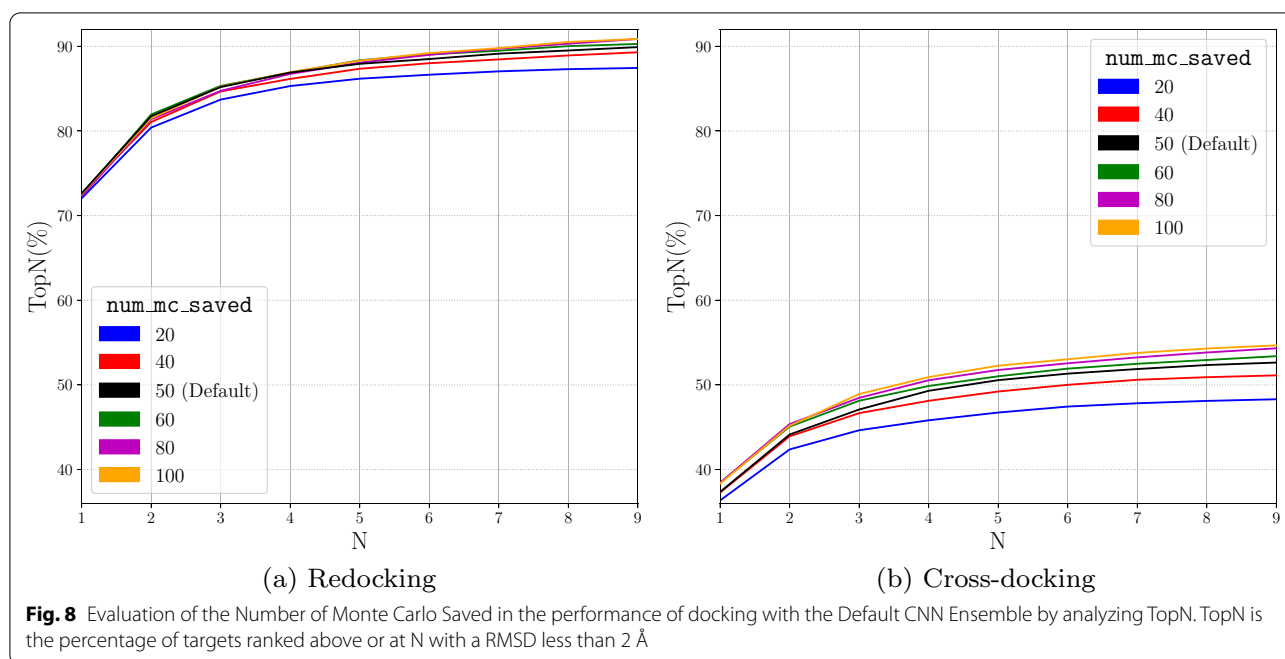 TopN(%)
90
80
70
60
50
40
num_mc_saved
20
40
50 (Default)
60
80
100
1 2 3 4 5 6 7 8 9
N
(a) Redocking
TopN(%)
90
80
70
60
50
40
num_mc_saved
20
40
50 (Default)
60
80
100
1 2 3 4 5 6 7 8 9
N
(b) Cross-docking
Fig. 8 Evaluation of the Number of Monte Carlo Saved in the performance of docking with the Default CNN Ensemble by analyzing TopN. TopN is
the percentage of targets ranked above or at N with a RMSD less than 2 Å